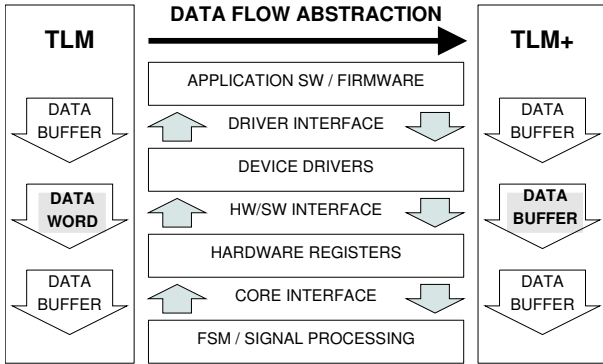 DATA FLOW ABSTRACTION
TLM
TLM+
APPLICATION SW / FIRMWARE
DATA
BUFFER
DRIVER INTERFACE
DATA
BUFFER
DEVICE DRIVERS
DATA
WORD
HW/SW INTERFACE
DATA
BUFFER
HARDWARE REGISTERS
DATA
BUFFER
CORE INTERFACE
DATA
BUFFER
FSM / SIGNAL PROCESSING